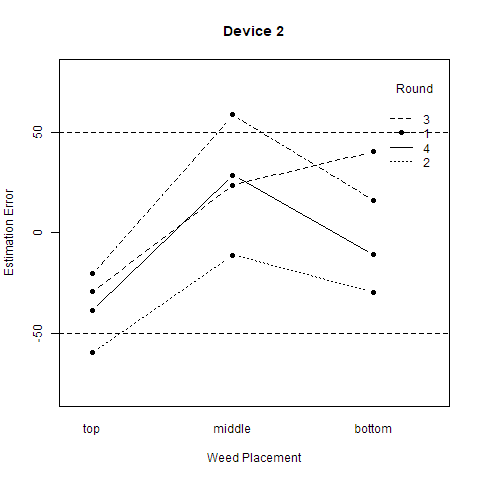 Device 2
Round
3
1
4
2
50
0
-50
Estimation Error
top middle bottom
Weed Placement